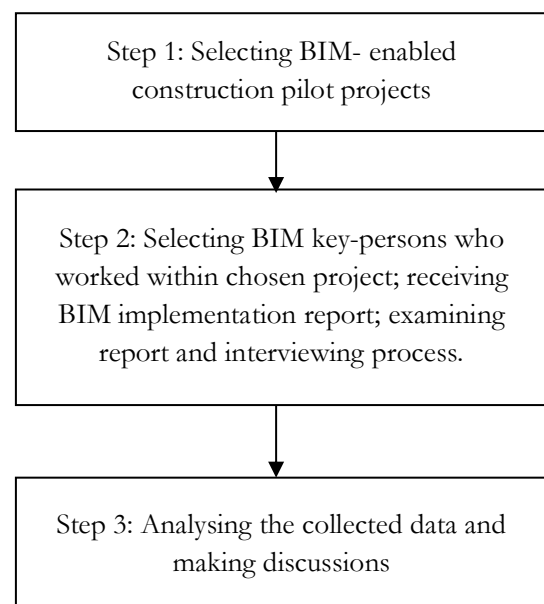 Step 1: Selecting BIM- enabled
construction pilot projects
Step 2: Selecting BIM key-persons who
worked within chosen project; receiving
BIM implementation report; examining
report and interviewing process.
Step 3: Analysing the collected data and
making discussions